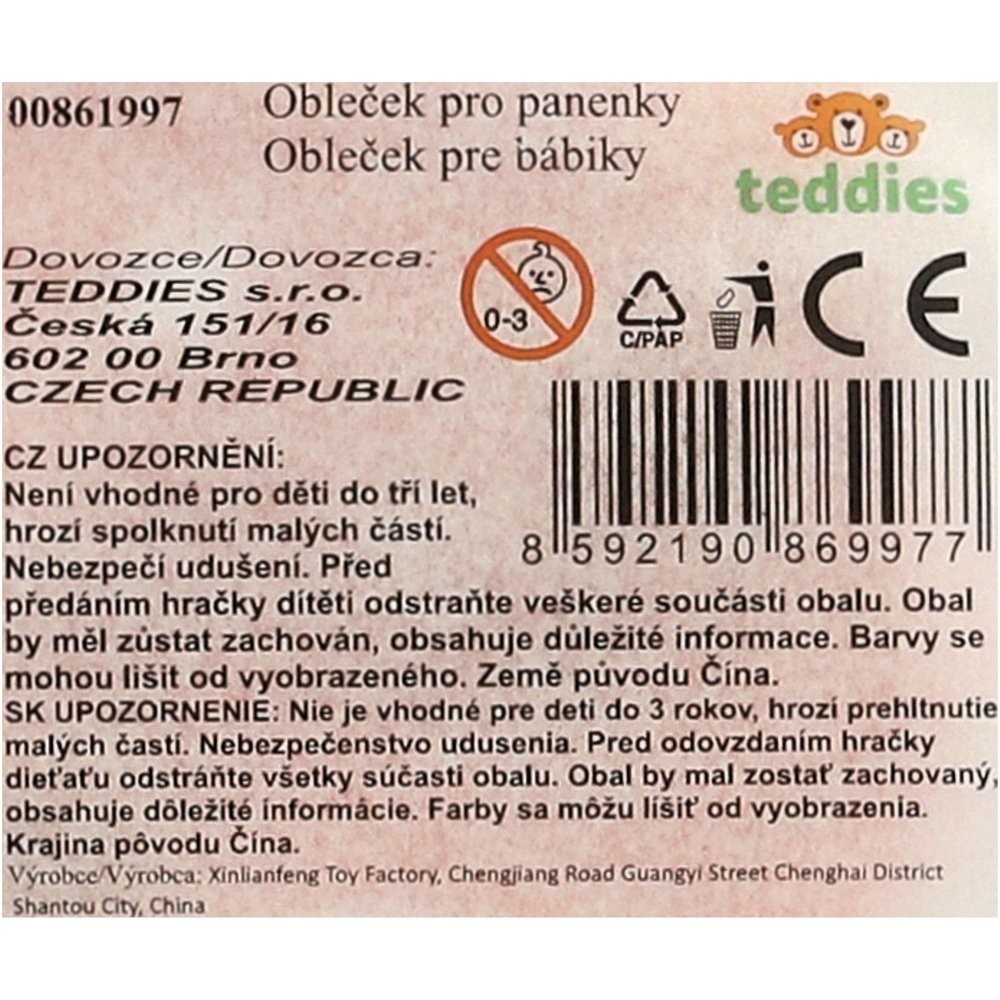 00861997
Obleček pro panenky
Obleček pre bábiky
teddies
Dovozce/Dovozca:
TEDDIES s.r.o.
Česká 151/16
602 00 Brno
CZECH REPUBLIC
0-3
C/PAP
CE
8 592190 869977
CZ UPOZORNĚNÍ:
Není vhodné pro děti do tří let,
hrozí spolknutí malých částí.
Nebezpečí udušení. Před
předáním hračky dítěti odstraňte veškeré součásti obalu. Obal
by měl zůstat zachován, obsahuje důležité informace. Barvy se
mohou lišit od vyobrazeného. Země původu Čína.
SK UPOZORNENIE: Nie je vhodné pre deti do 3 rokov, hrozí prehltnutie
malých častí. Nebezpečenstvo udusenia. Pred odovzdaním hračky
dieťaťu odstráňte všetky súčasti obalu. Obal by mal zostať zachovaný,
obsahuje dôležité informácie. Farby sa môžu líšiť od vyobrazenia.
Krajina pôvodu Čína.
Výrobce/Výrobca: Xinlianfeng Toy Factory, Chengjiang Road Guangyi Street Chenghai District
Shantou City, China